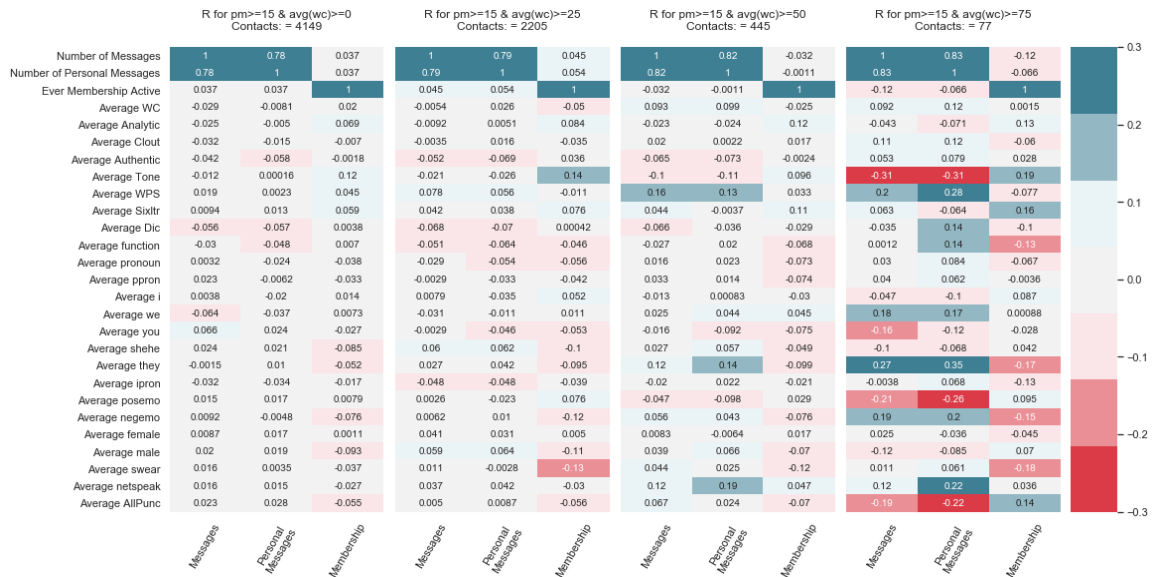 R for pm>=15 & avg(wc)>=0 R for pm>=15 & avg(wc)>=25 R for pm>=15 & avg(wc)>=50 R for pm>=15 & avg(wc)>=75
Contacts: = 4149 Contacts: = 2205 Contacts: = 445 Contacts: = 77
Number of Messages 1 0.78 0.037 1 0.79 0.045 1 0.82 -0.032 1 0.83 -0.12
Number of Personal Messages 0.78 1 0.037 0.79 1 0.054 0.82 1 -0.0011 0.83 1 -0.066
Ever Membership Active 0.037 0.037 1 0.045 0.054 1 -0.032 -0.0011 1 -0.12 -0.066 1
Average WC -0.029 -0.0081 0.02 -0.0054 0.026 -0.05 0.093 0.099 -0.025 0.092 0.12 0.0015
Average Analytic -0.025 -0.005 0.069 -0.0092 0.0051 0.084 -0.023 -0.024 0.12 -0.043 -0.071 0.13
Average Clout -0.032 -0.015 -0.007 -0.0035 0.016 -0.035 0.02 0.0022 0.017 0.11 0.12 -0.06
Average Authentic -0.042 -0.058 -0.0018 -0.052 -0.069 0.036 -0.065 -0.073 -0.0024 0.053 0.079 0.028
Average Tone -0.012 0.00016 0.12 -0.021 -0.026 0.14 -0.1 -0.11 0.096 -0.31 -0.31 0.19
Average WPS 0.019 0.0023 0.045 0.078 0.056 -0.011 0.16 0.13 0.033 0.2 0.28 -0.077
Average Sixltr 0.0094 0.013 0.059 0.042 0.038 0.076 0.044 -0.0037 0.11 0.063 -0.064 0.16
Average Dic -0.056 -0.057 0.0038 -0.068 -0.07 0.00042 -0.066 -0.036 -0.029 -0.035 0.14 -0.1
Average function -0.03 -0.048 0.007 -0.051 -0.064 -0.046 -0.027 0.02 -0.068 0.0012 0.14 -0.13
Average pronoun 0.0032 -0.024 -0.038 -0.029 -0.054 -0.056 0.016 0.023 -0.073 0.03 0.084 -0.067
Average ppron 0.023 -0.0062 -0.033 -0.0029 -0.033 -0.042 0.033 0.014 -0.074 0.04 0.062 -0.0036
Average i 0.0038 -0.02 0.014 0.0079 -0.035 0.052 -0.013 0.00083 -0.03 -0.047 -0.1 0.087
Average we -0.064 -0.037 0.0073 -0.031 -0.011 0.011 0.025 0.044 0.045 0.18 0.17 0.00088
Average you 0.066 0.024 -0.027 -0.0029 -0.046 -0.053 -0.016 -0.092 -0.075 -0.16 -0.12 -0.028
Average shehe 0.024 0.021 -0.085 0.06 0.062 -0.1 0.027 0.057 -0.049 -0.1 -0.068 0.042
Average they -0.0015 0.01 -0.052 0.027 0.042 -0.095 0.12 0.14 -0.099 0.27 0.35 -0.17
Average ipron -0.032 -0.034 -0.017 -0.048 -0.048 -0.039 -0.02 0.022 -0.021 -0.0038 0.068 -0.13
Average posemo 0.015 0.017 0.0079 0.0026 -0.023 0.076 -0.047 -0.098 0.029 -0.21 -0.26 0.095
Average negemo 0.0092 -0.0048 -0.076 0.0062 0.01 -0.12 0.056 0.043 -0.076 0.19 0.2 -0.15
Average female 0.0087 0.017 0.0011 0.041 0.031 0.005 0.0083 -0.0064 0.017 0.025 -0.036 -0.045
Average male 0.02 0.019 -0.093 0.059 0.064 -0.11 0.039 0.066 -0.07 -0.12 -0.085 0.07
Average swear 0.016 0.0035 -0.037 0.011 -0.0028 -0.13 0.044 0.025 -0.12 0.011 0.061 -0.18
Average netspeak 0.016 0.015 -0.027 0.037 0.042 -0.03 0.12 0.19 0.047 0.12 0.22 0.036
Average AllPunc 0.023 0.028 -0.055 0.005 0.0087 -0.056 0.067 0.024 -0.07 -0.19 -0.22 0.14
Messages Personal Messages Membership Messages Personal Messages Membership Messages Personal Messages Membership Messages Personal Messages Membership
0.3
0.2
0.1
0.0
−0.1
−0.2
−0.3